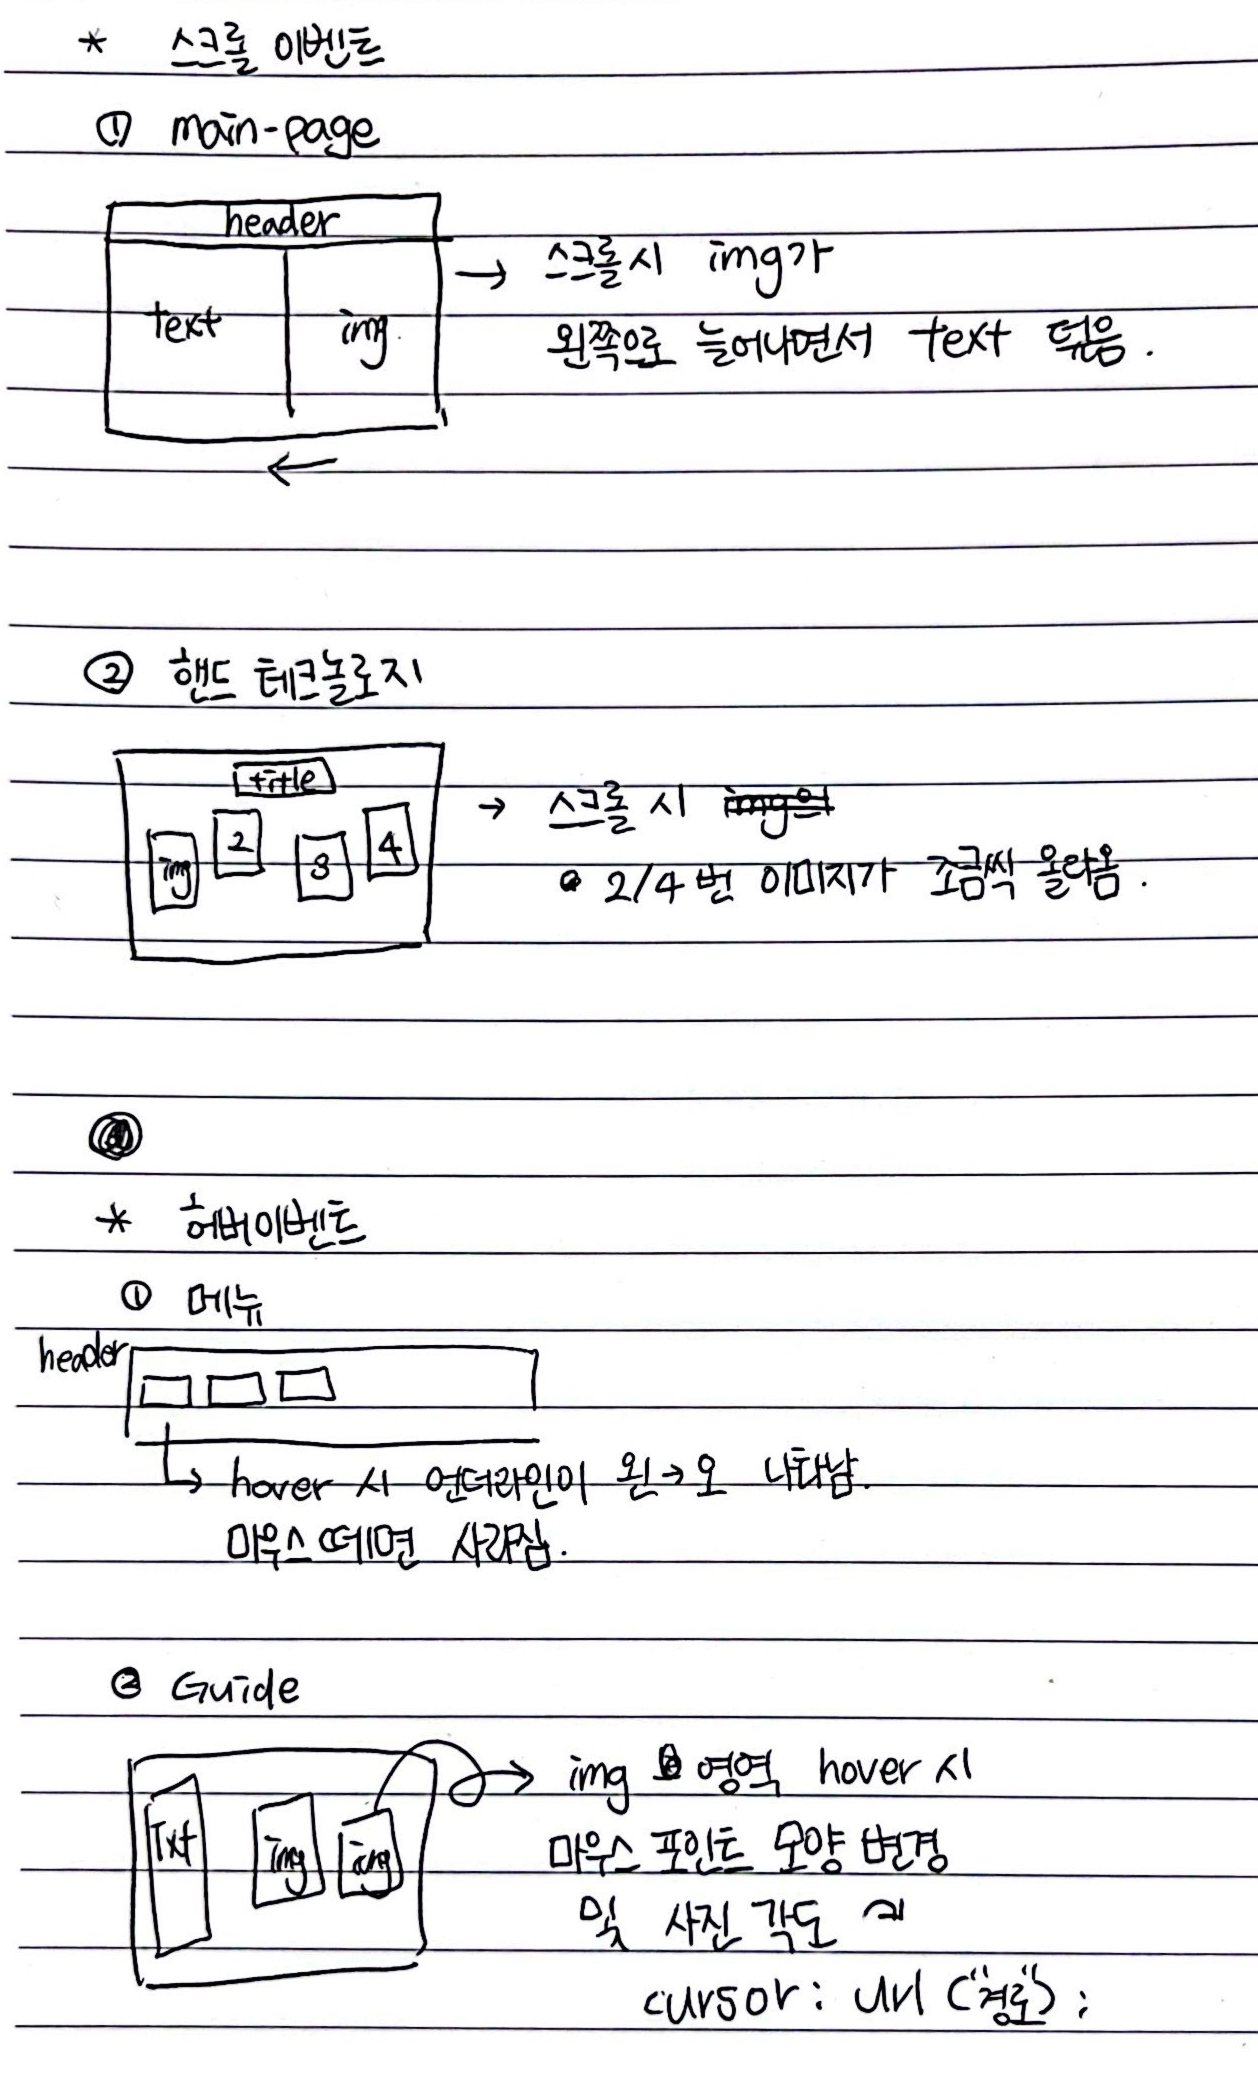 * 스크롤 이벤트
① main-page
header
text img
→ 스크롤시 img가
왼쪽으로 늘어나면서 text 덮음.
←
② 핸드 테크놀로지
title
img 2 3 4
→ 스크롤 시 img의
2/4번 이미지가 조금씩 올라옴.
* 허버이벤트
① 메뉴
header
→ hover 시 언더라인이 왼→오 나타남.
마우스 떼면 사라짐.
② Guide
Txt img img
→ img 영역 hover 시
마우스 포인트 모양 변경
및 사진 각도
cursor : url ("경로") ;